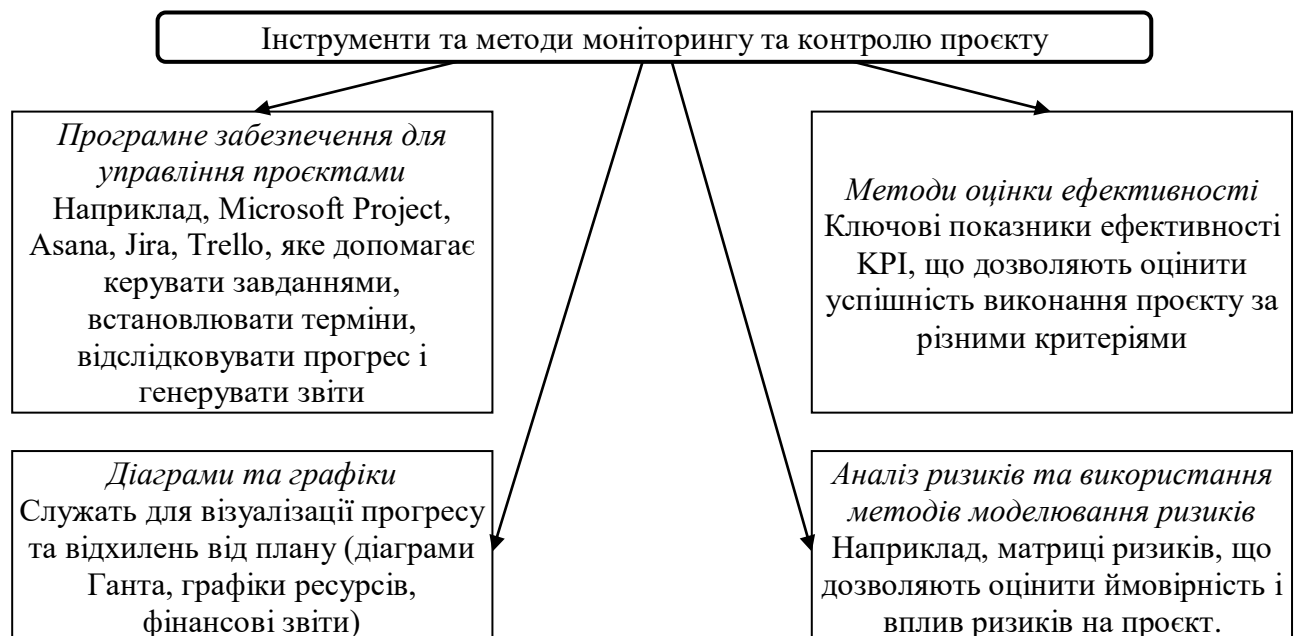 Інструменти та методи моніторингу та контролю проєкту
Програмне забезпечення для
управління проєктами
Наприклад, Microsoft Project,
Asana, Jira, Trello, яке допомагає
керувати завданнями,
встановлювати терміни,
відслідковувати прогрес і
генерувати звіти
Методи оцінки ефективності
Ключові показники ефективності
KPI, що дозволяють оцінити
успішність виконання проєкту за
різними критеріями
Діаграми та графіки
Служать для візуалізації прогресу
та відхилень від плану (діаграми
Ганта, графіки ресурсів,
фінансові звіти)
Аналіз ризиків та використання
методів моделювання ризиків
Наприклад, матриці ризиків, що
дозволяють оцінити ймовірність і
вплив ризиків на проєкт.